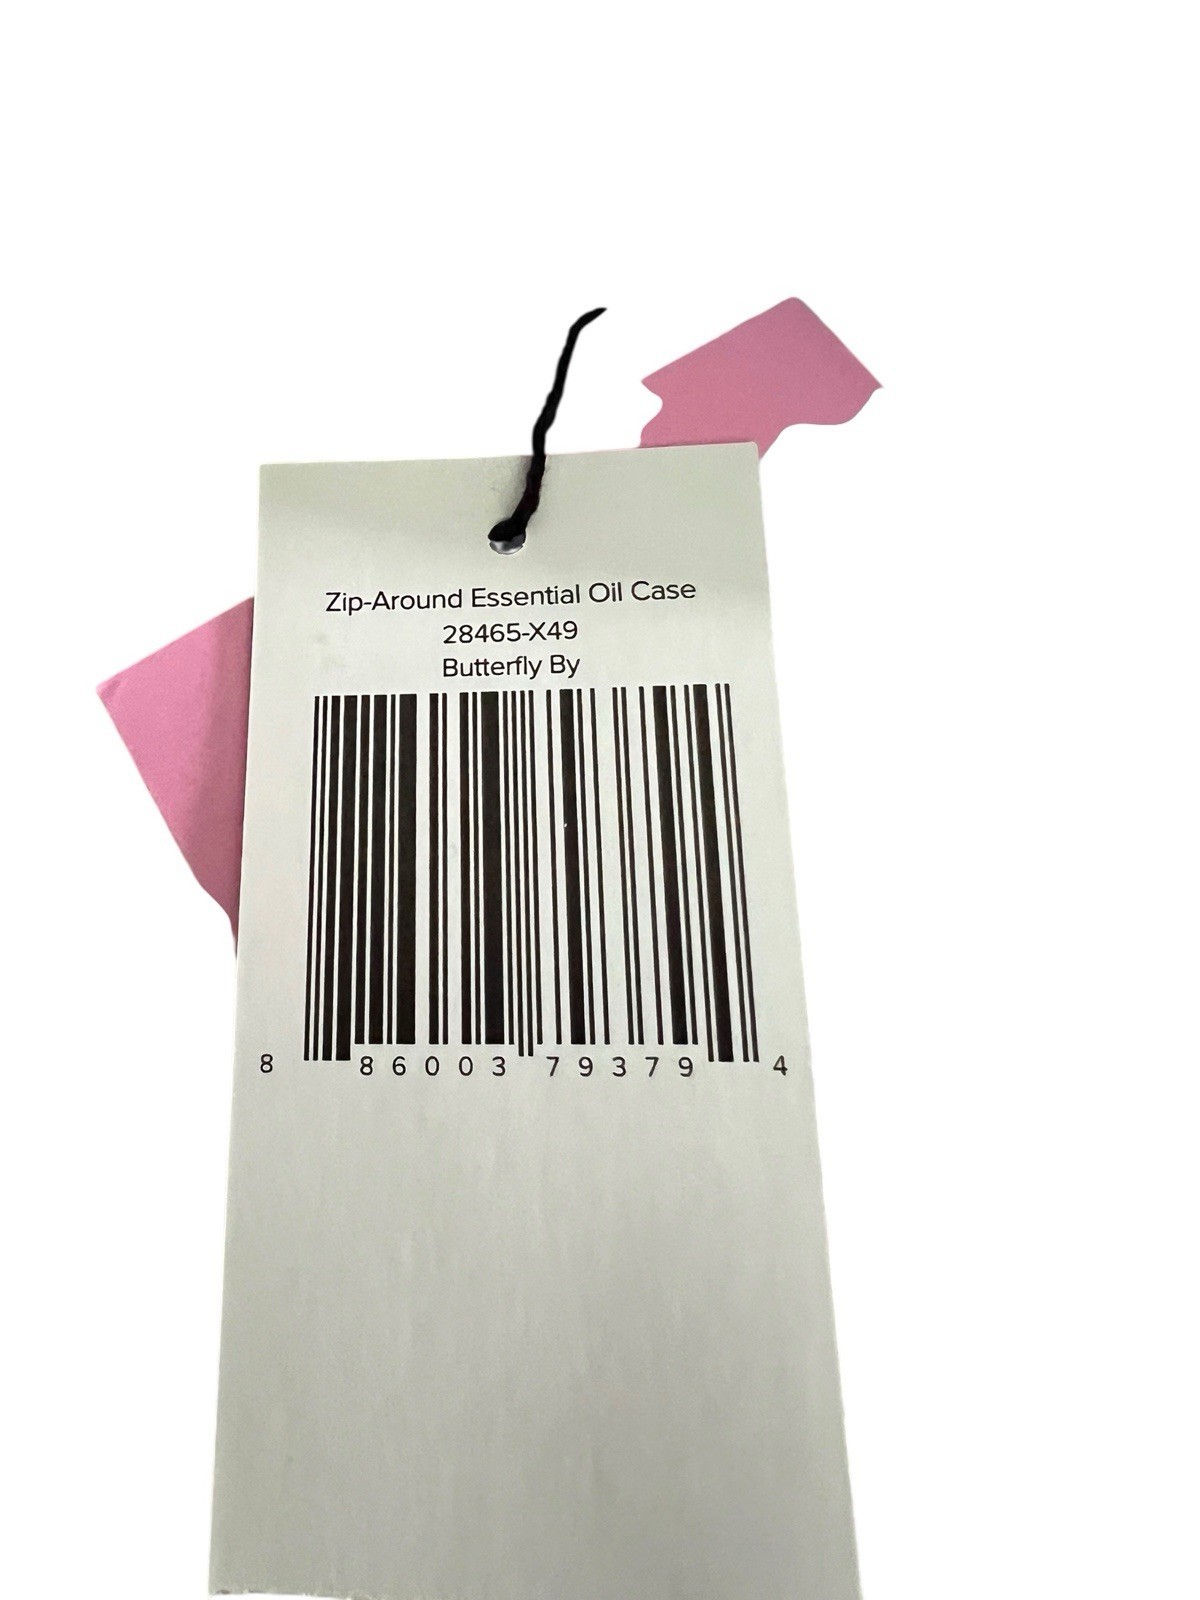 Zip-Around Essential Oil Case
28465-X49
Butterfly By
8 86003 79379 4